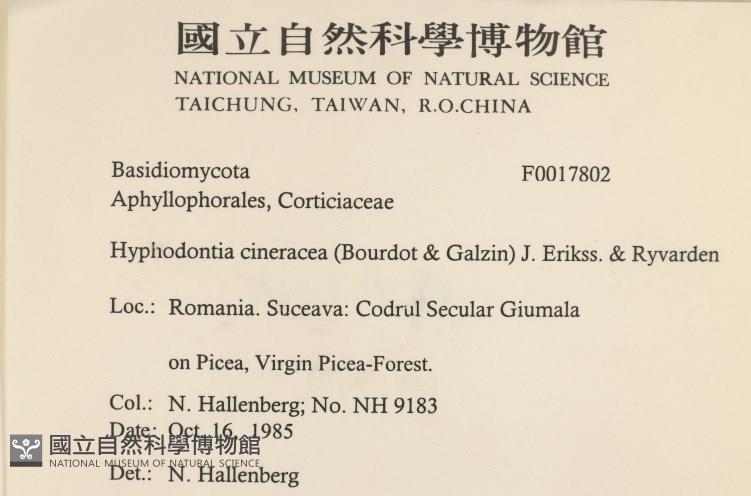 國立自然科學博物館
NATIONAL MUSEUM OF NATURAL SCIENCE
TAICHUNG, TAIWAN, R.O.CHINA
Basidiomycota F0017802
Aphyllophorales, Corticiaceae
Hyphodontia cineracea (Bourdot & Galzin) J. Erikss. & Ryvarden
Loc.: Romania. Suceava: Codrul Secular Giumala
on Picea, Virgin Picea-Forest.
Col.: N. Hallenberg; No. NH 9183
Date: Oct. 16, 1985
國立自然科學博物館
NATIONAL MUSEUM OF NATURAL SCIENCE
Det.: N. Hallenberg